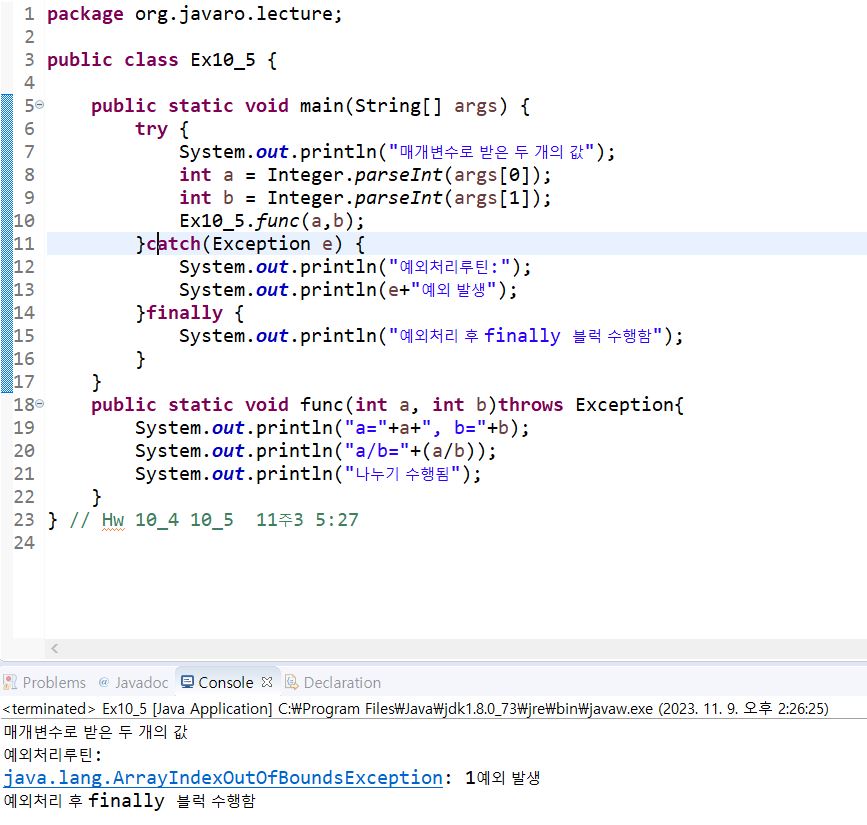 1 package org.javaro.lecture;
2
3 public class Ex10_5 {
4
5 public static void main(String[] args) {
6 try {
7 System.out.println("매개변수로 받은 두 개의 값");
8 int a = Integer.parseInt(args[0]);
9 int b = Integer.parseInt(args[1]);
10 Ex10_5.func(a,b);
11 }catch(Exception e) {
12 System.out.println("예외처리루틴:");
13 System.out.println(e+"예외 발생");
14 }finally {
15 System.out.println("예외처리 후 finally 블럭 수행함");
16 }
17 }
18 public static void func(int a, int b)throws Exception{
19 System.out.println("a="+a+", b="+b);
20 System.out.println("a/b="+(a/b));
21 System.out.println("나누기 수행됨");
22 }
23 } // Hw 10_4 10_5  11주3 5:27
24
Problems @ Javadoc Console Declaration
<terminated> Ex10_5 [Java Application] C:₩Program Files₩Java₩jdk1.8.0_73₩jre₩bin₩javaw.exe (2023. 11. 9. 오후 2:26:25)
매개변수로 받은 두 개의 값
예외처리루틴:
java.lang.ArrayIndexOutOfBoundsException: 1예외 발생
예외처리 후 finally 블럭 수행함